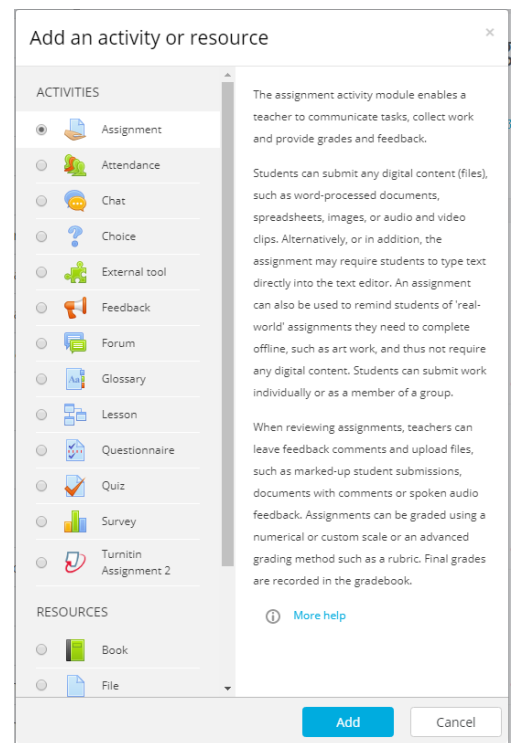 Add an activity or resource
×
ACTIVITIES
Assignment
Attendance
Chat
Choice
External tool
Feedback
Forum
Glossary
Lesson
Questionnaire
Quiz
Survey
Turnitin
Assignment 2
RESOURCES
Book
File
The assignment activity module enables a
teacher to communicate tasks, collect work
and provide grades and feedback.
Students can submit any digital content (files),
such as word-processed documents,
spreadsheets, images, or audio and video
clips. Alternatively, or in addition, the
assignment may require students to type text
directly into the text editor. An assignment
can also be used to remind students of 'real-
world' assignments they need to complete
offline, such as art work, and thus not require
any digital content. Students can submit work
individually or as a member of a group.
When reviewing assignments, teachers can
leave feedback comments and upload files,
such as marked-up student submissions,
documents with comments or spoken audio
feedback. Assignments can be graded using a
numerical or custom scale or an advanced
grading method such as a rubric. Final grades
are recorded in the gradebook.
More help
Add
Cancel